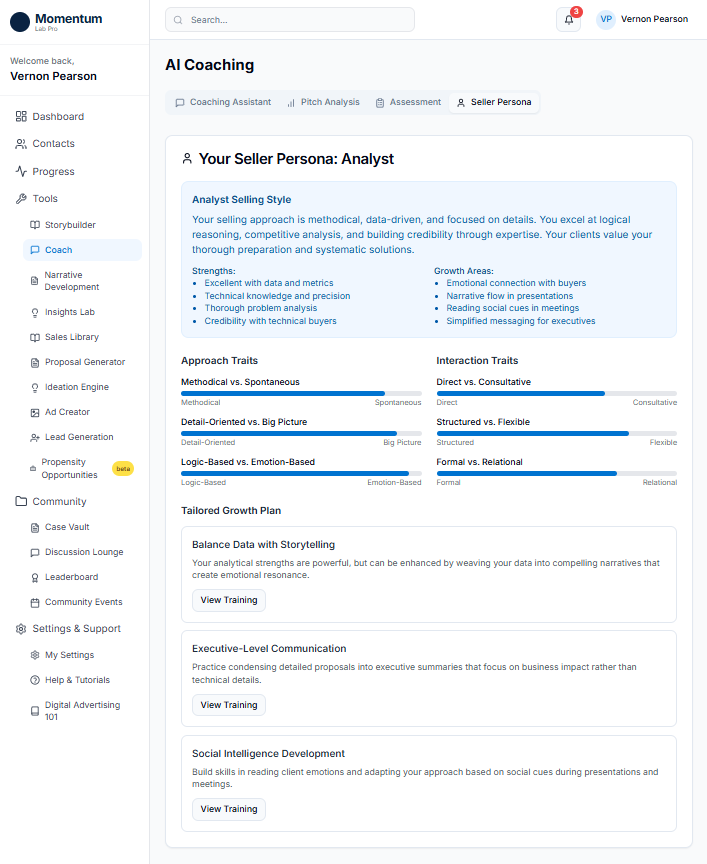 Momentum
Lab Pro
Search...
3
VP
Vernon Pearson
Welcome back,
Vernon Pearson
Dashboard
Contacts
Progress
Tools
Storybuilder
Coach
Narrative
Development
Insights Lab
Sales Library
Proposal Generator
Ideation Engine
Ad Creator
Lead Generation
Propensity
Opportunities
beta
Community
Case Vault
Discussion Lounge
Leaderboard
Community Events
Settings & Support
My Settings
Help & Tutorials
Digital Advertising
101
AI Coaching
Coaching Assistant
Pitch Analysis
Assessment
Seller Persona
Your Seller Persona: Analyst
Analyst Selling Style
Your selling approach is methodical, data-driven, and focused on details. You excel at logical
reasoning, competitive analysis, and building credibility through expertise. Your clients value your
thorough preparation and systematic solutions.
Strengths:
• Excellent with data and metrics
• Technical knowledge and precision
• Thorough problem analysis
• Credibility with technical buyers
Growth Areas:
• Emotional connection with buyers
• Narrative flow in presentations
• Reading social cues in meetings
• Simplified messaging for executives
Approach Traits
Methodical vs. Spontaneous
Methodical
Spontaneous
Detail-Oriented vs. Big Picture
Detail-Oriented
Big Picture
Logic-Based vs. Emotion-Based
Logic-Based
Emotion-Based
Interaction Traits
Direct vs. Consultative
Direct
Consultative
Structured vs. Flexible
Structured
Flexible
Formal vs. Relational
Formal
Relational
Tailored Growth Plan
Balance Data with Storytelling
Your analytical strengths are powerful, but can be enhanced by weaving your data into compelling narratives that
create emotional resonance.
View Training
Executive-Level Communication
Practice condensing detailed proposals into executive summaries that focus on business impact rather than
technical details.
View Training
Social Intelligence Development
Build skills in reading client emotions and adapting your approach based on social cues during presentations and
meetings.
View Training